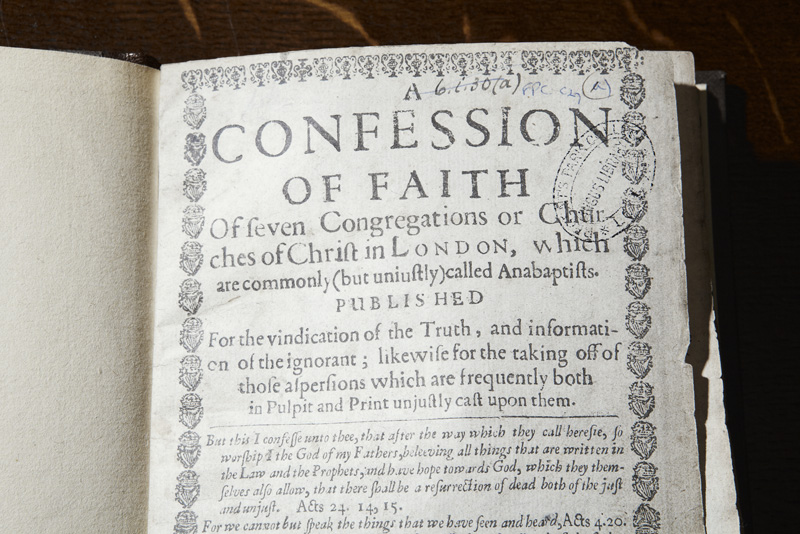 A 6.i.30(a) (A)
CONFESSION
OF FAITH
Of ſeven Congregations or Chur-
ches of Chriſt in LONDON, which
are commonly (but uniuſtly) called Anabaptiſts.
PUBLISHED
For the vindication of the Truth, and informati-
on of the ignorant; likewiſe for the taking off of
thoſe aſperſions which are frequently both
in Pulpit and Print unjuſtly caſt upon them.
But this I confeſſe unto thee, that after the way which they call hereſie, ſo
worſhip I the God of my Fathers, beleeving all things that are written in
the Law and the Prophets, and have hope towards God, which they them-
ſelves alſo allow, that there ſhall be a reſurrection of dead both of the juſt
and unjuſt. Acts 24. 14, 15.
For we cannot but ſpeak the things that we have ſeen and heard, Acts 4.20.